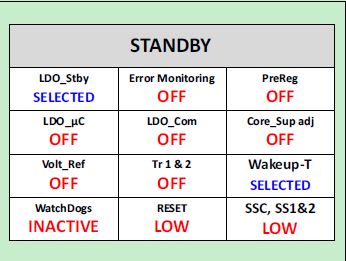 STANDBY
LDO_Stby Error Monitoring PreReg
SELECTED OFF OFF
LDO_µC LDO_Com Core_Sup adj
OFF OFF OFF
Volt_Ref Tr 1 & 2 Wakeup-T
OFF OFF SELECTED
WatchDogs RESET SSC, SS1&2
INACTIVE LOW LOW